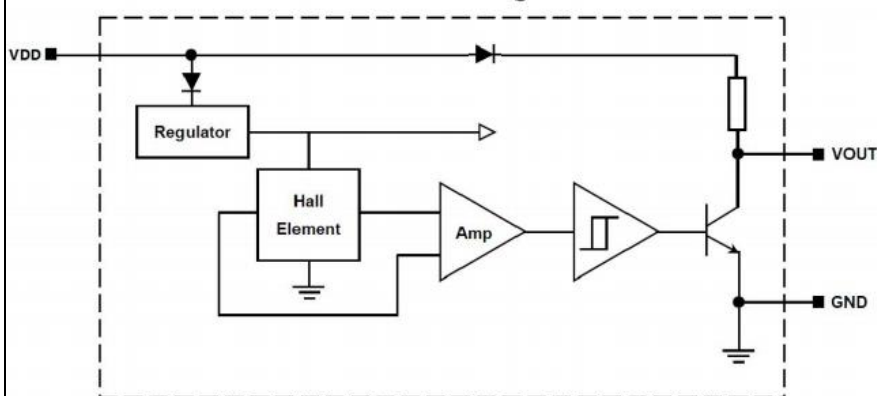 VDD
Regulator
VOUT
Hall
Element
Amp
GND